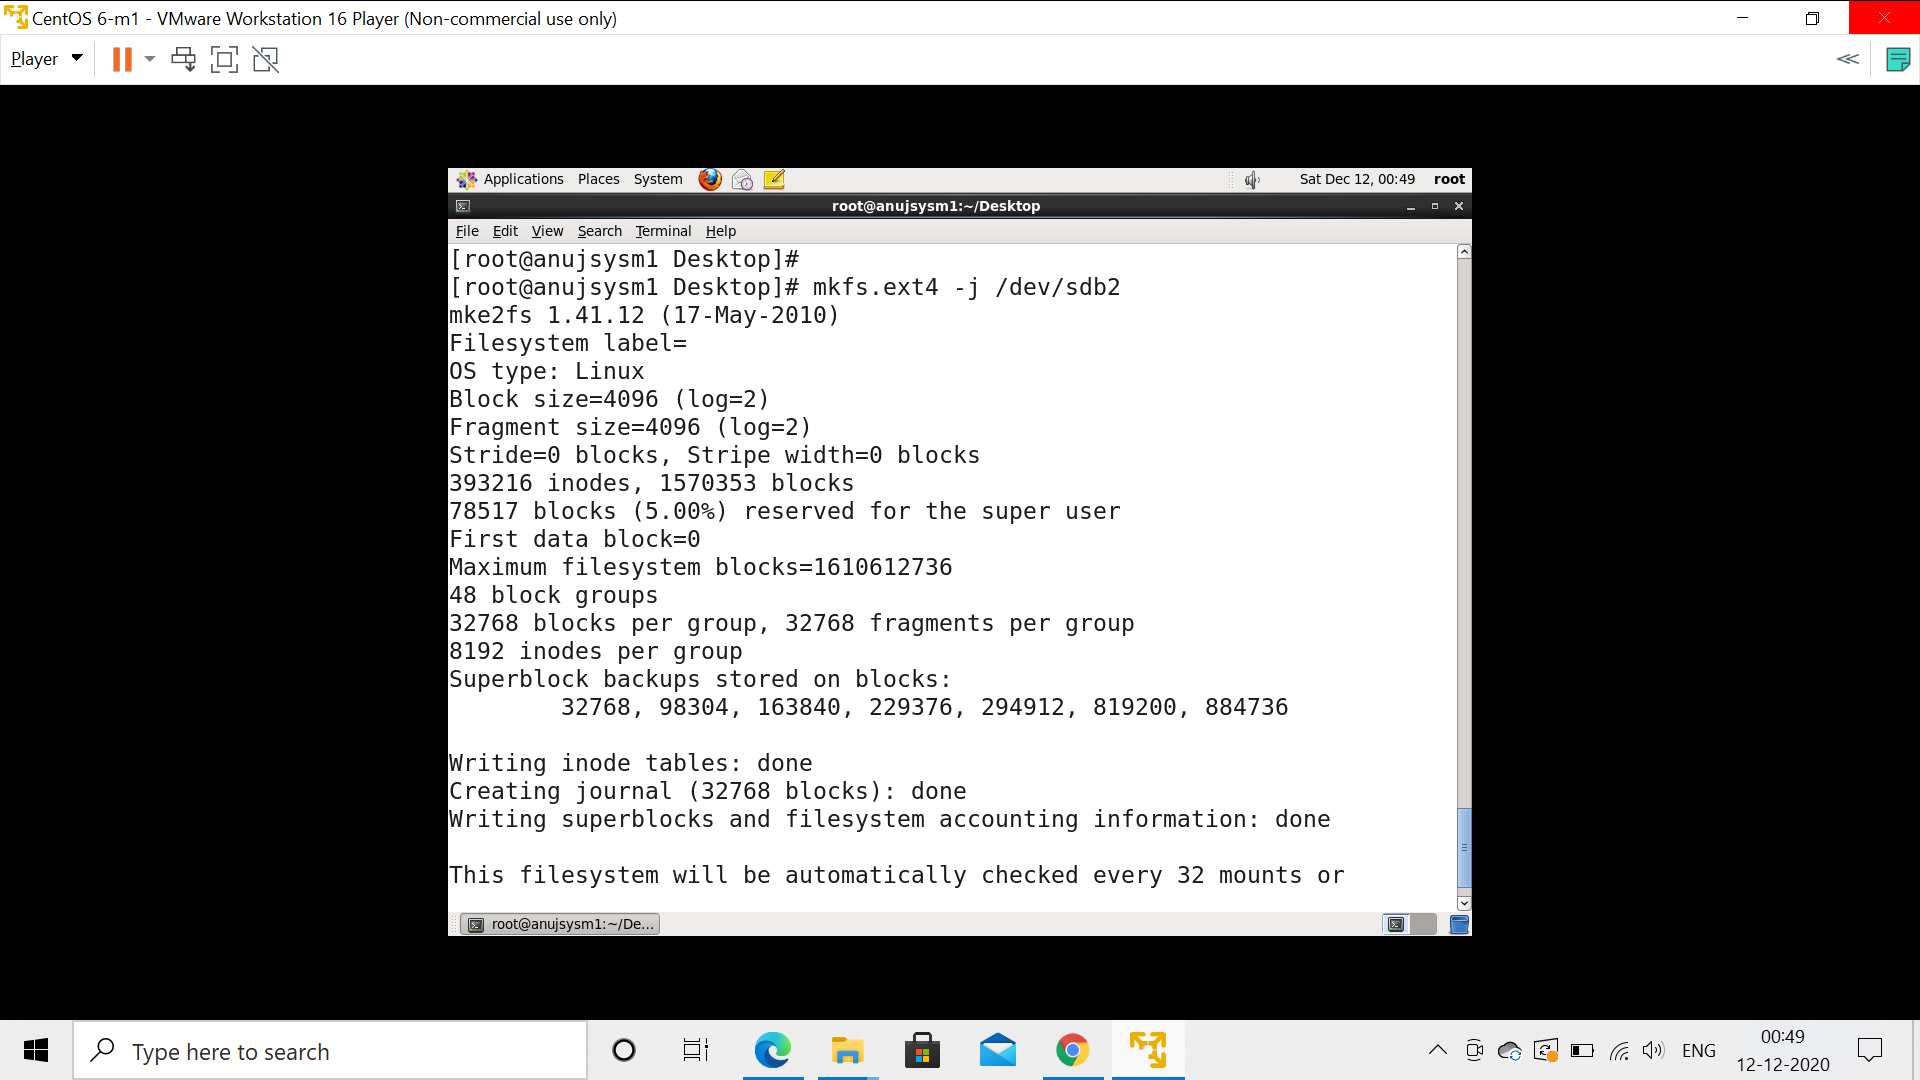 CentOS 6-m1 - VMware Workstation 16 Player (Non-commercial use only)
Player
Applications Places System Sat Dec 12, 00:49 root
root@anujsysm1:~/Desktop
File Edit View Search Terminal Help
[root@anujsysm1 Desktop]#
[root@anujsysm1 Desktop]# mkfs.ext4 -j /dev/sdb2
mke2fs 1.41.12 (17-May-2010)
Filesystem label=
OS type: Linux
Block size=4096 (log=2)
Fragment size=4096 (log=2)
Stride=0 blocks, Stripe width=0 blocks
393216 inodes, 1570353 blocks
78517 blocks (5.00%) reserved for the super user
First data block=0
Maximum filesystem blocks=1610612736
48 block groups
32768 blocks per group, 32768 fragments per group
8192 inodes per group
Superblock backups stored on blocks:
32768, 98304, 163840, 229376, 294912, 819200, 884736
Writing inode tables: done
Creating journal (32768 blocks): done
Writing superblocks and filesystem accounting information: done
This filesystem will be automatically checked every 32 mounts or
root@anujsysm1:~/De...
Type here to search
ENG
00:49
12-12-2020